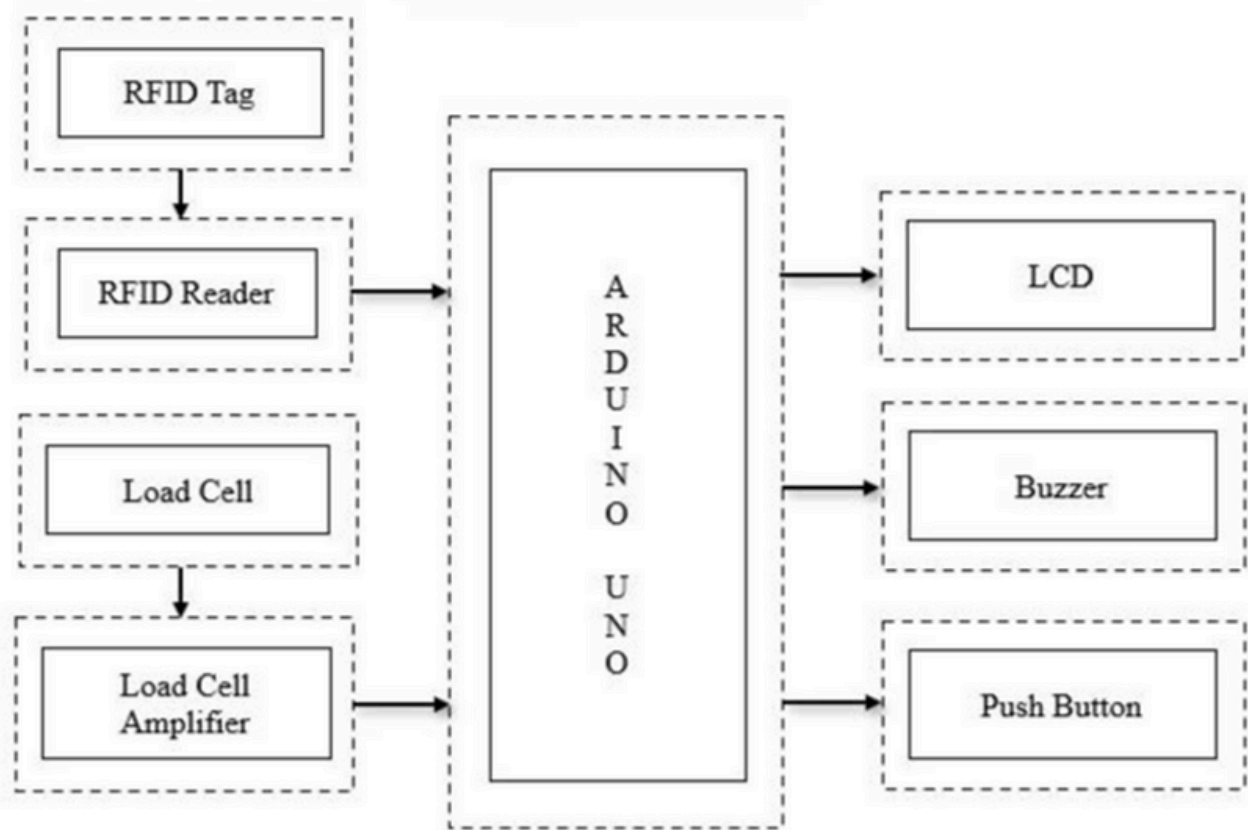 RFID Tag
RFID Reader
Load Cell
Load Cell
Amplifier
A
R
D
U
I
N
O
U
N
O
LCD
Buzzer
Push Button